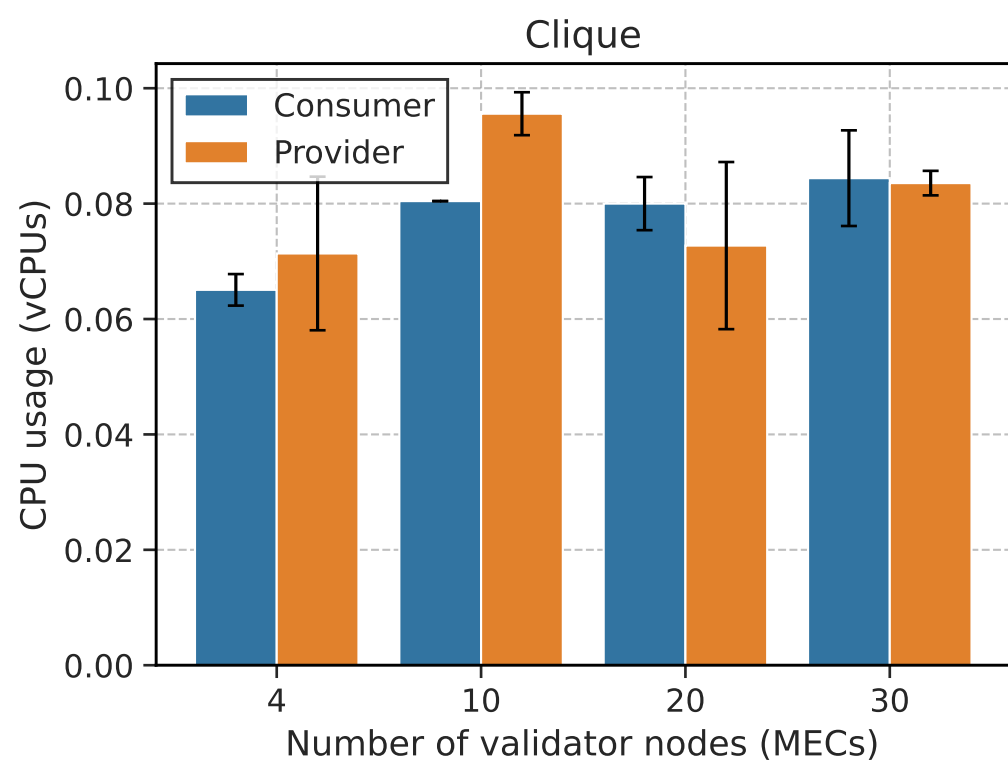 Clique
Consumer
Provider
CPU usage (vCPUs)
0.10
0.08
0.06
0.04
0.02
0.00
4 10 20 30
Number of validator nodes (MECs)